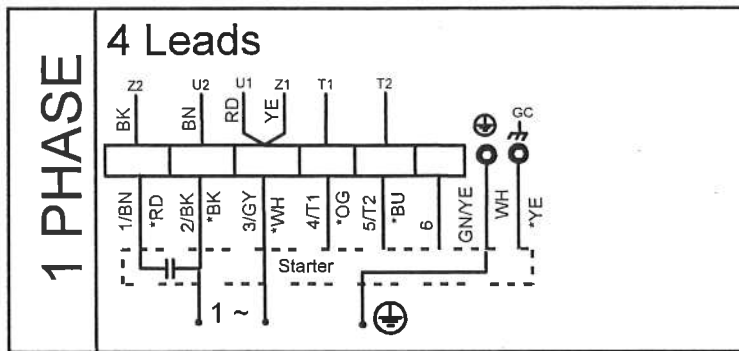 1 PHASE
4 Leads
Z2 U2 U1 Z1 T1 T2
GC
BK BN RD YE
1/BN *RD 2/BK *BK 3/GY *WH 4/T1 *OG 5/T2 *BU 6 GN/YE WH *YE
Starter
1 ~